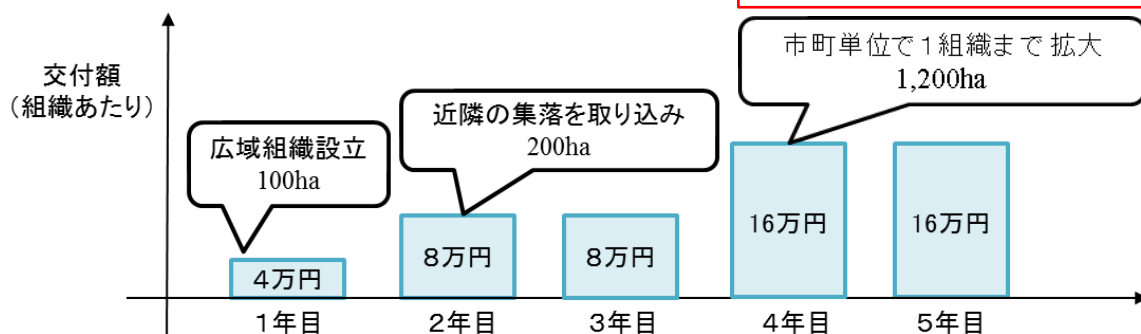 市町単位で１組織まで拡大
1,200ha
交付額
（組織あたり）
近隣の集落を取り込み
200ha
広域組織設立
100ha
４万円
８万円
８万円
16万円
16万円
１年目
２年目
３年目
４年目
５年目